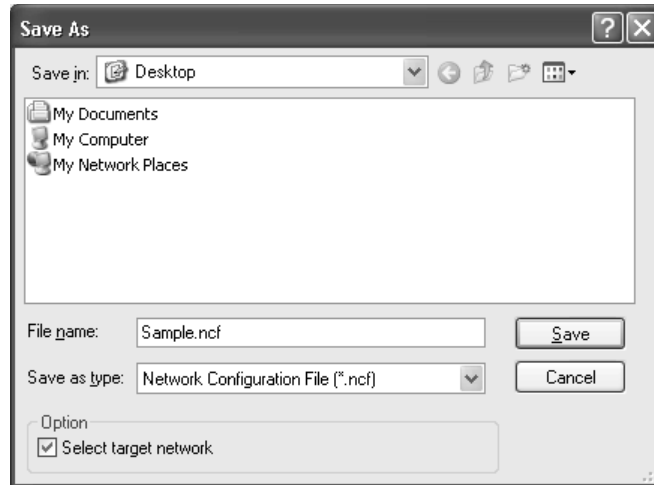 Save As
Save in: Desktop
My Documents
My Computer
My Network Places
File name: Sample.ncf Save
Save as type: Network Configuration File (*.ncf) Cancel
Option
Select target network